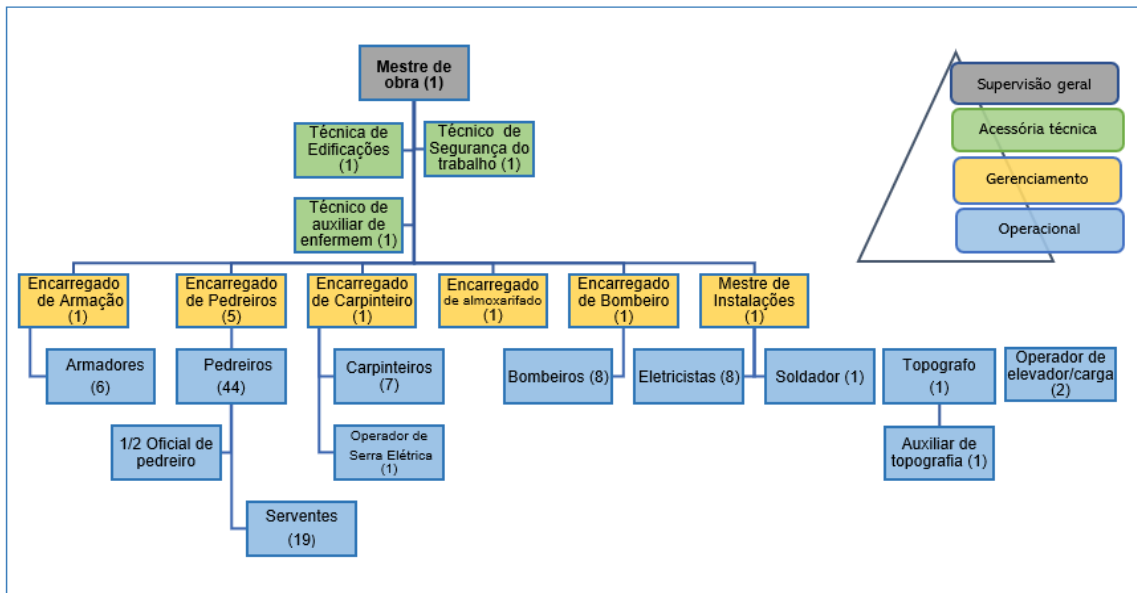 Mestre de
obra (1)
Supervisão geral
Acessória técnica
Gerenciamento
Operacional
Técnica de
Edificações
(1)
Técnico de
Segurança do
trabalho (1)
Técnico de
auxiliar de
enfermem (1)
Encarregado
de Armação
(1)
Encarregado
de Pedreiros
(5)
Encarregado
de Carpinteiro
(1)
Encarregado
de almoxarifado
(1)
Encarregado
de Bombeiro
(1)
Mestre de
Instalações
(1)
Armadores
(6)
Pedreiros
(44)
Carpinteiros
(7)
Bombeiros (8)
Eletricistas (8)
Soldador (1)
Topografo
(1)
Operador de
elevador/carga
(2)
1/2 Oficial de
pedreiro
Operador de
Serra Elétrica
(1)
Auxiliar de
topografia (1)
Serventes
(19)